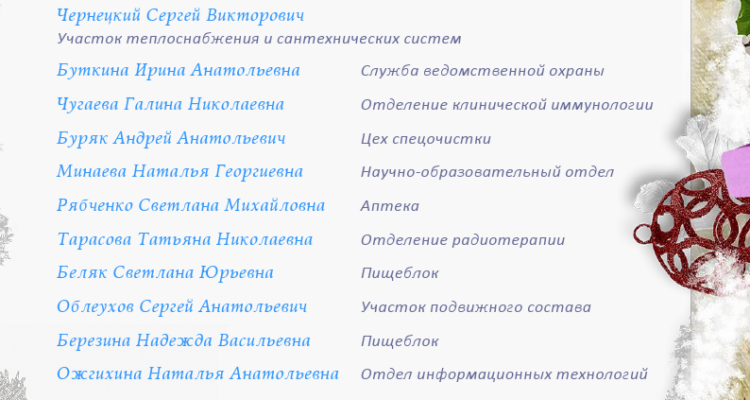 Чернецкий Сергей Викторович
Участок теплоснабжения и сантехнических систем
Буткина Ирина Анатольевна Служба ведомственной охраны
Чугаева Галина Николаевна Отделение клинической иммунологии
Буряк Андрей Анатольевич Цех спецочистки
Минаева Наталья Георгиевна Научно-образовательный отдел
Рябченко Светлана Михайловна Аптека
Тарасова Татьяна Николаевна Отделение радиотерапии
Беляк Светлана Юрьевна Пищеблок
Облеухов Сергей Анатольевич Участок подвижного состава
Березина Надежда Васильевна Пищеблок
Ожгихина Наталья Анатольевна Отдел информационных технологий